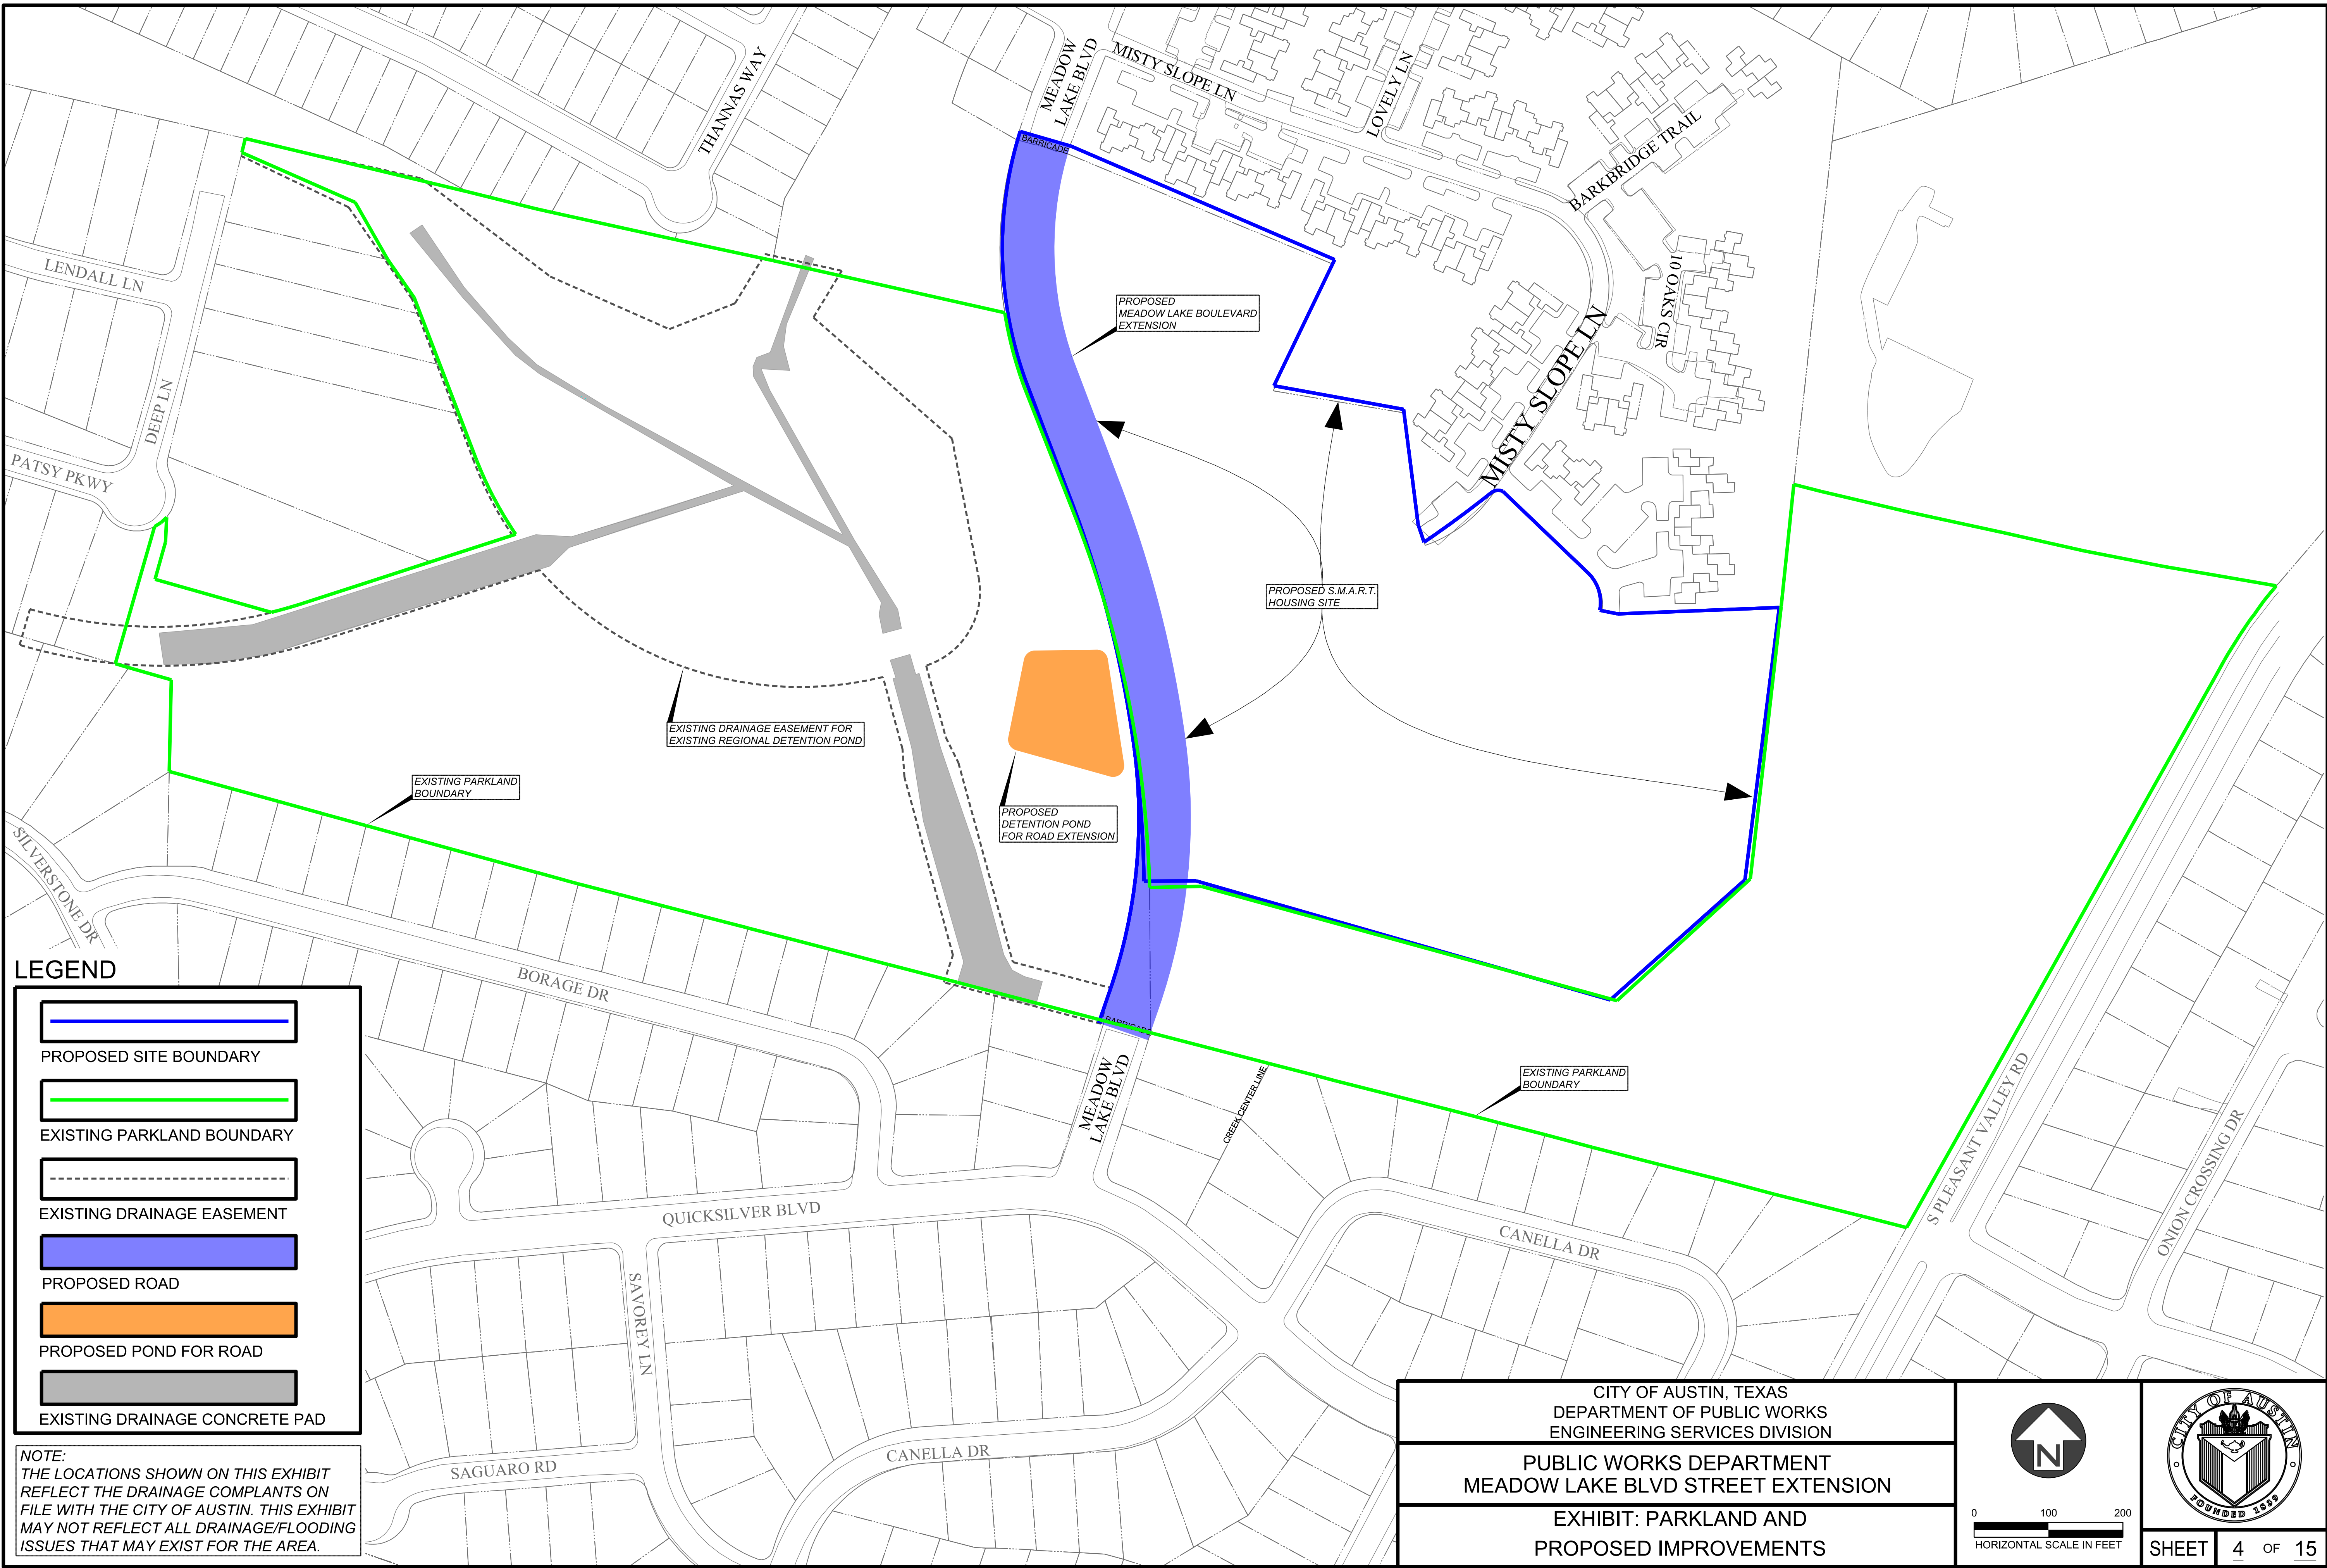 THANNAS WAY
MEADOW
LAKE BLVD
MISTY SLOPE LN
LOVELY LN
BARKBRIDGE TRAIL
10 OAKS CIR
MISTY SLOPE LN
BARRICADE
LENDALL LN
DEEP LN
PATSY PKWY
PROPOSED
MEADOW LAKE BOULEVARD
EXTENSION
PROPOSED S.M.A.R.T.
HOUSING SITE
EXISTING DRAINAGE EASEMENT FOR
EXISTING REGIONAL DETENTION POND
EXISTING PARKLAND
BOUNDARY
PROPOSED
DETENTION POND
FOR ROAD EXTENSION
SILVERSTONE DR
BORAGE DR
BARRICADE
MEADOW
LAKE BLVD
CREEK CENTER LINE
EXISTING PARKLAND
BOUNDARY
S PLEASANT VALLEY RD
ONION CROSSING DR
QUICKSILVER BLVD
CANELLA DR
SAVOREY LN
CANELLA DR
SAGUARO RD
LEGEND
PROPOSED SITE BOUNDARY
EXISTING PARKLAND BOUNDARY
EXISTING DRAINAGE EASEMENT
PROPOSED ROAD
PROPOSED POND FOR ROAD
EXISTING DRAINAGE CONCRETE PAD
NOTE:
THE LOCATIONS SHOWN ON THIS EXHIBIT
REFLECT THE DRAINAGE COMPLANTS ON
FILE WITH THE CITY OF AUSTIN. THIS EXHIBIT
MAY NOT REFLECT ALL DRAINAGE/FLOODING
ISSUES THAT MAY EXIST FOR THE AREA.
CITY OF AUSTIN, TEXAS
DEPARTMENT OF PUBLIC WORKS
ENGINEERING SERVICES DIVISION
PUBLIC WORKS DEPARTMENT
MEADOW LAKE BLVD STREET EXTENSION
EXHIBIT: PARKLAND AND
PROPOSED IMPROVEMENTS
N
0 100 200
HORIZONTAL SCALE IN FEET
CITY OF AUSTIN
FOUNDED 1839
SHEET 4 OF 15